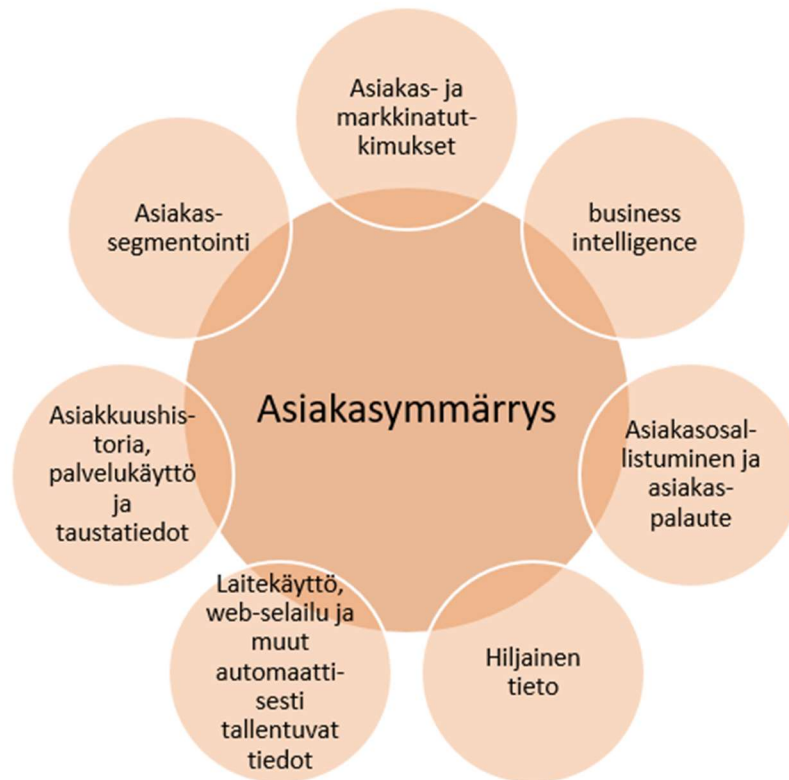 Asiakas- ja
markkinatut-
kimukset
Asiakas-
segmentointi
business
intelligence
Asiakasymmärrys
Asiakkuushis-
toria,
palvelukäyttö
ja
taustatiedot
Asiakasosal-
listuminen ja
asiakas-
palaute
Laitekäyttö,
web-selailu ja
muut
automaatti-
sesti
tallentuvat
tiedot
Hiljainen
tieto